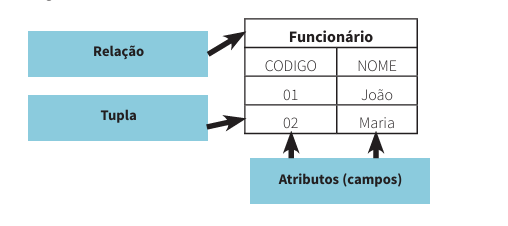 Funcionário
Relação
CODIGO NOME
01 João
Tupla
02 Maria
Atributos (campos)